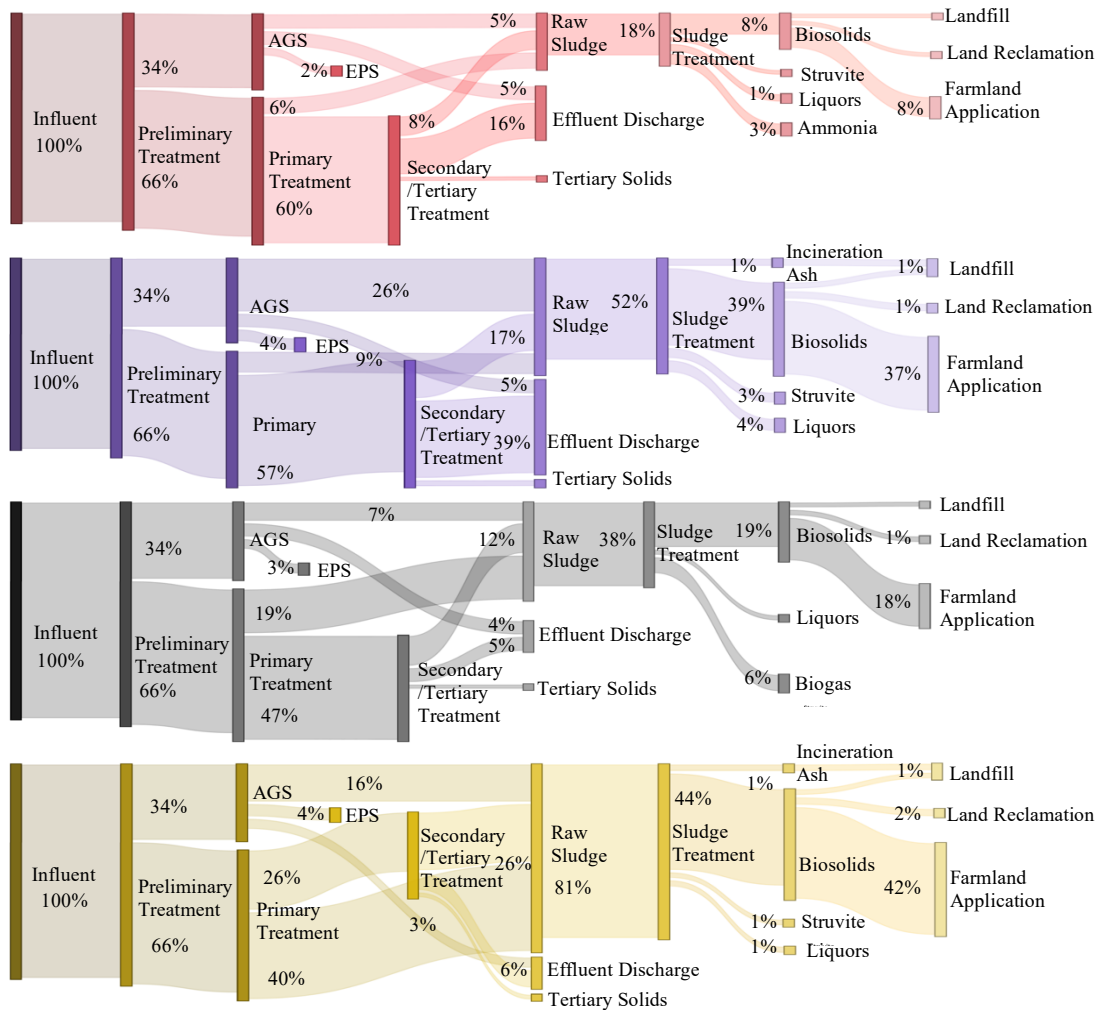 5%
Raw
Sludge
18%
Sludge
Treatment
8%
Biosolids
Landfill
AGS
34%
2%
EPS
Land Reclamation
Struvite
5%
6%
1%
Liquors
Farmland
Application
8%
Influent
100%
Preliminary
Treatment
66%
8%
16%
Effluent Discharge
3%
Ammonia
Primary
Treatment
60%
Secondary
/Tertiary
Treatment
Tertiary Solids
Incineration
Ash
1%
1%
Landfill
34%
26%
AGS
Raw
Sludge
52%
39%
1%
Land Reclamation
4%
EPS
17%
Sludge
Treatment
Biosolids
Influent
100%
9%
Preliminary
Treatment
5%
37%
Farmland
Application
3%
Struvite
66%
Primary
Secondary
/Tertiary
Treatment
39%
Effluent Discharge
4%
Liquors
57%
Tertiary Solids
7%
Landfill
34%
AGS
12%
Raw
Sludge
38%
Sludge
Treatment
19%
Biosolids
1%
Land Reclamation
3%
EPS
19%
18%
Farmland
Application
Liquors
4%
Effluent Discharge
5%
Influent
100%
Preliminary
Treatment
66%
Primary
Treatment
47%
Secondary
/Tertiary
Treatment
Tertiary Solids
6%
Biogas
Incineration
Ash
1%
1%
Landfill
16%
AGS
34%
44%
4%
EPS
2%
Land Reclamation
Secondary
/Tertiary
Treatment
Raw
Sludge
81%
Sludge
Treatment
Biosolids
26%
26%
Influent
100%
Preliminary
Treatment
66%
42%
Farmland
Application
Primary
Treatment
3%
1%
Struvite
1%
Liquors
40%
6%
Effluent Discharge
Tertiary Solids